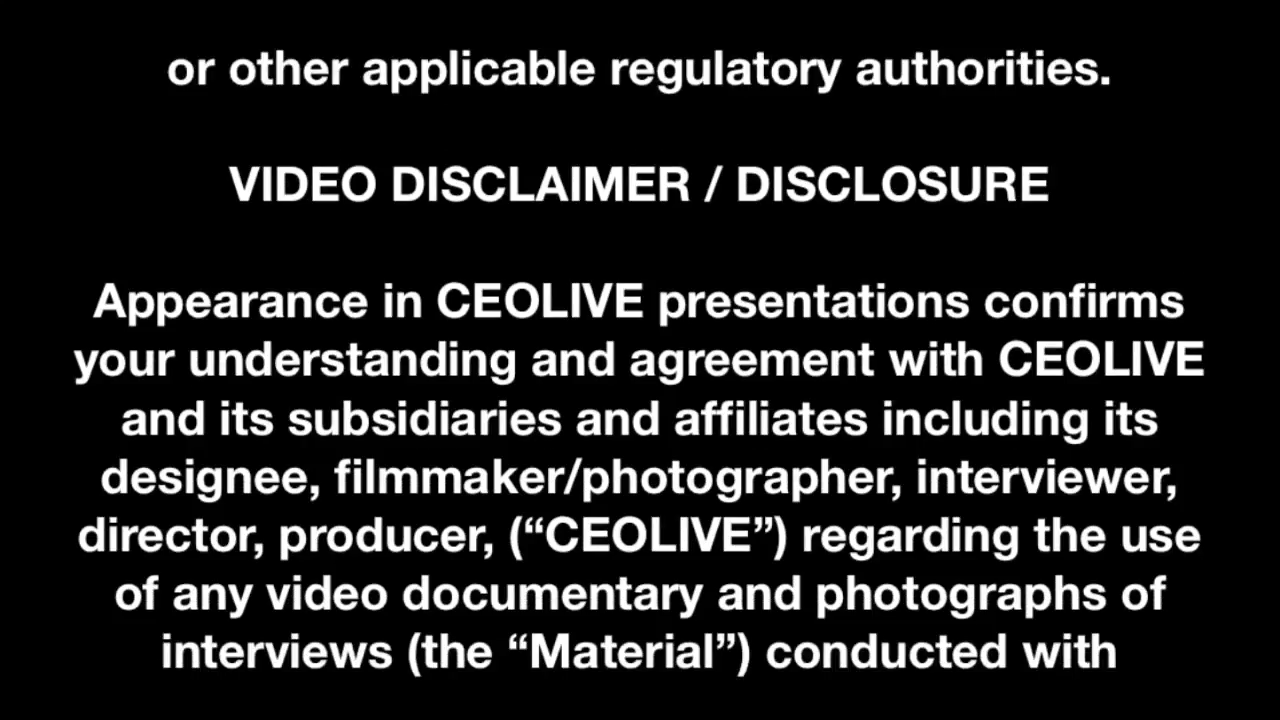 or other applicable regulatory authorities.
VIDEO DISCLAIMER / DISCLOSURE
Appearance in CEOLIVE presentations confirms
your understanding and agreement with CEOLIVE
and its subsidiaries and affiliates including its
designee, filmmaker/photographer, interviewer,
director, producer, (“CEOLIVE”) regarding the use
of any video documentary and photographs of
interviews (the “Material”) conducted with